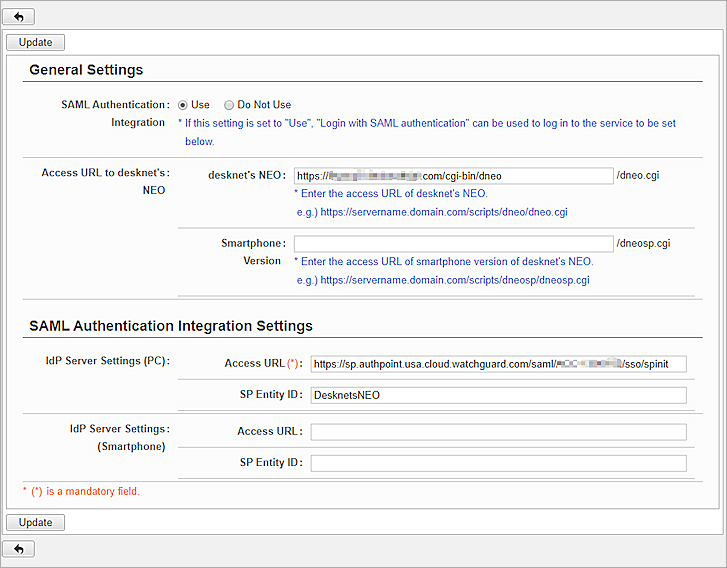 Update
General Settings
SAML Authentication Integration:
Use
Do Not Use
* If this setting is set to "Use", "Login with SAML authentication" can be used to log in to the service to be set
below.
Access URL to desknet's NEO:
desknet's NEO:
https:// .com/cgi-bin/dneo
/dneo.cgi
* Enter the access URL of desknet's NEO.
e.g.) https://servername.domain.com/scripts/dneo/dneo.cgi
Smartphone Version:
/dneosp.cgi
* Enter the access URL of smartphone version of desknet's NEO.
e.g.) https://servername.domain.com/scripts/dneosp/dneosp.cgi
SAML Authentication Integration Settings
IdP Server Settings (PC):
Access URL(*):
https://sp.authpoint.usa.cloud.watchguard.com/saml/ /sso/spinit
SP Entity ID:
DesknetsNEO
IdP Server Settings:
(Smartphone)
Access URL:
SP Entity ID:
* (*) is a mandatory field.
Update